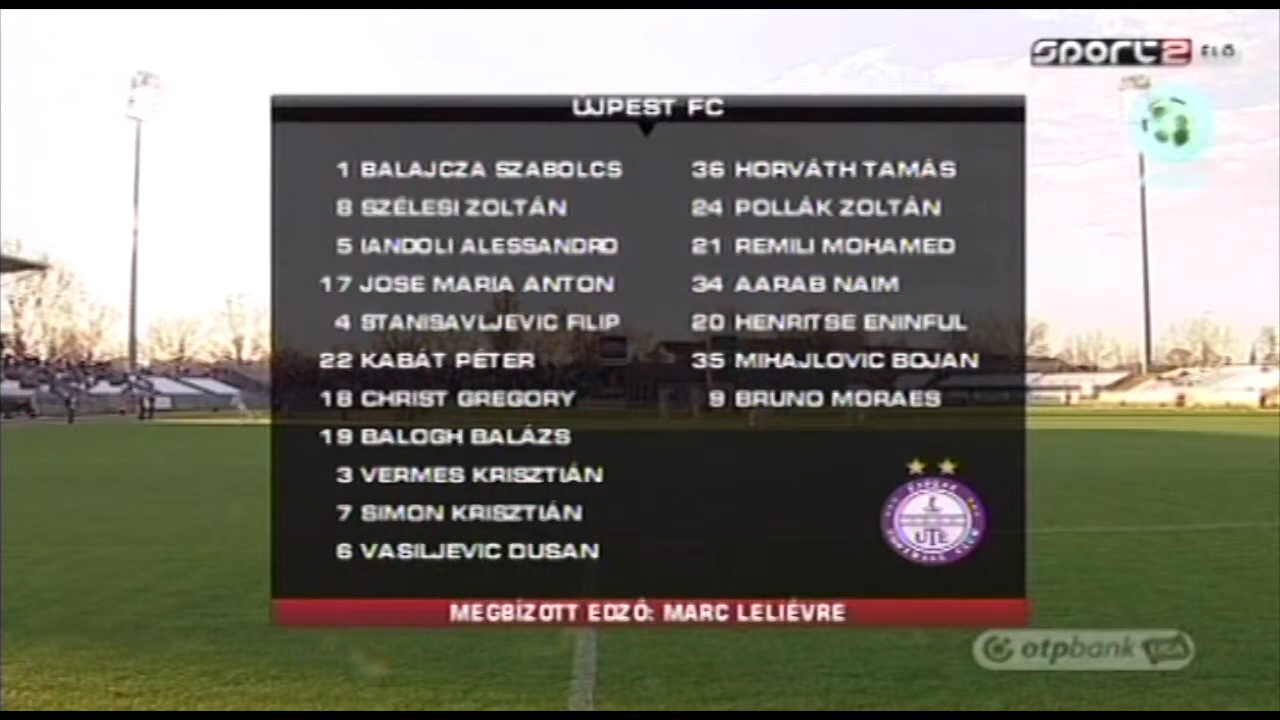 sport2 ÉLŐ
ÚJPEST FC
1 BALAJCZA SZABOLCS
8 SZÉLESI ZOLTÁN
5 IANDOLI ALESSANDRO
17 JOSE MARIA ANTON
4 STANISAVLJEVIC FILIP
22 KABÁT PÉTER
18 CHRIST GREGORY
19 BALOGH BALÁZS
3 VERMES KRISZTIÁN
7 SIMON KRISZTIÁN
6 VASILJEVIC DUSAN
36 HORVÁTH TAMÁS
24 POLLÁK ZOLTÁN
21 REMILI MOHAMED
34 AARAB NAIM
20 HENRITSE ENINFUL
35 MIHAJLOVIC BOJAN
9 BRUNO MORAES
UTE
FOOTBALL CLUB
MEGBÍZOTT EDZŐ: MARC LELIÉVRE
otpbank LIGA